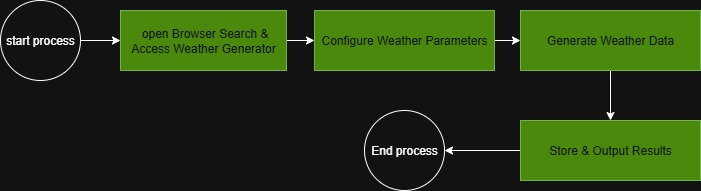 start process
open Browser Search &
Access Weather Generator
Configure Weather Parameters
Generate Weather Data
Store & Output Results
End process